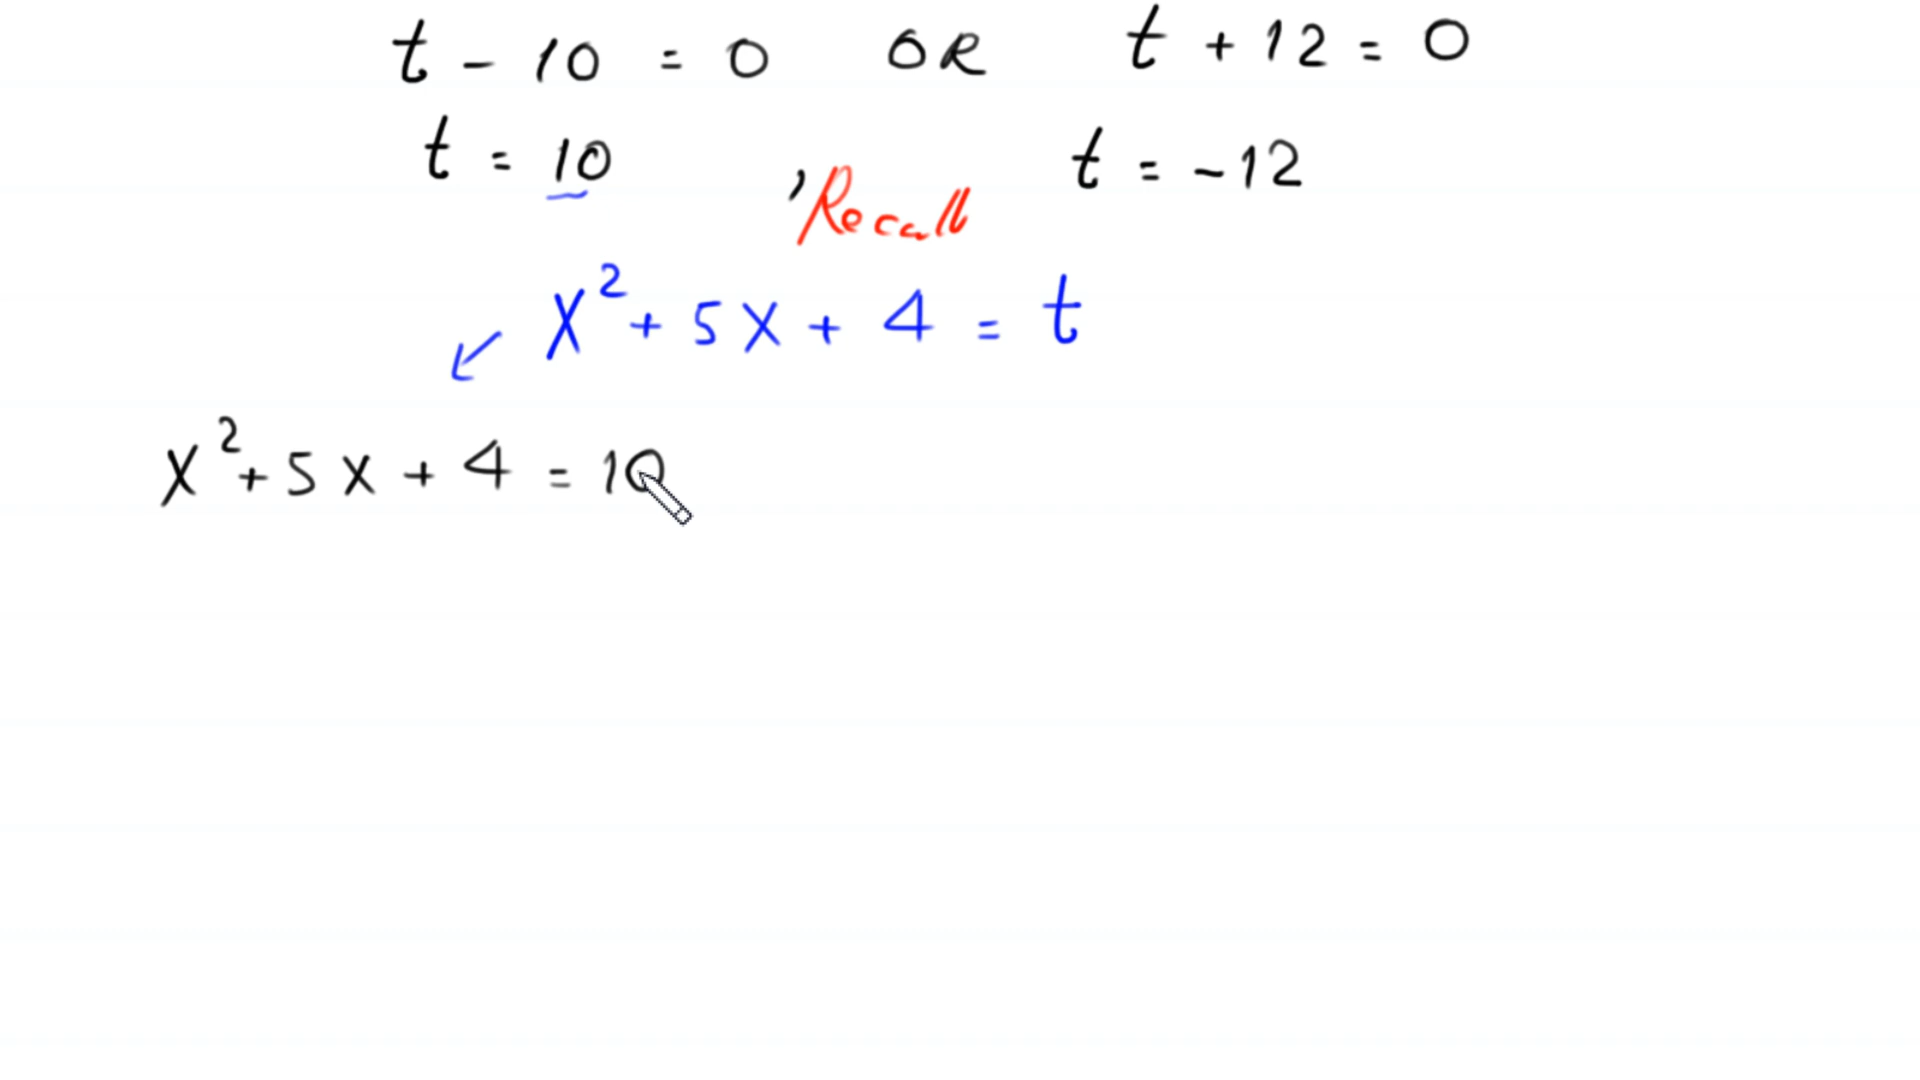 t - 10 = 0 OR t + 12 = 0
t = 10 , Recall t = -12
x² + 5x + 4 = t
x² + 5x + 4 = 10